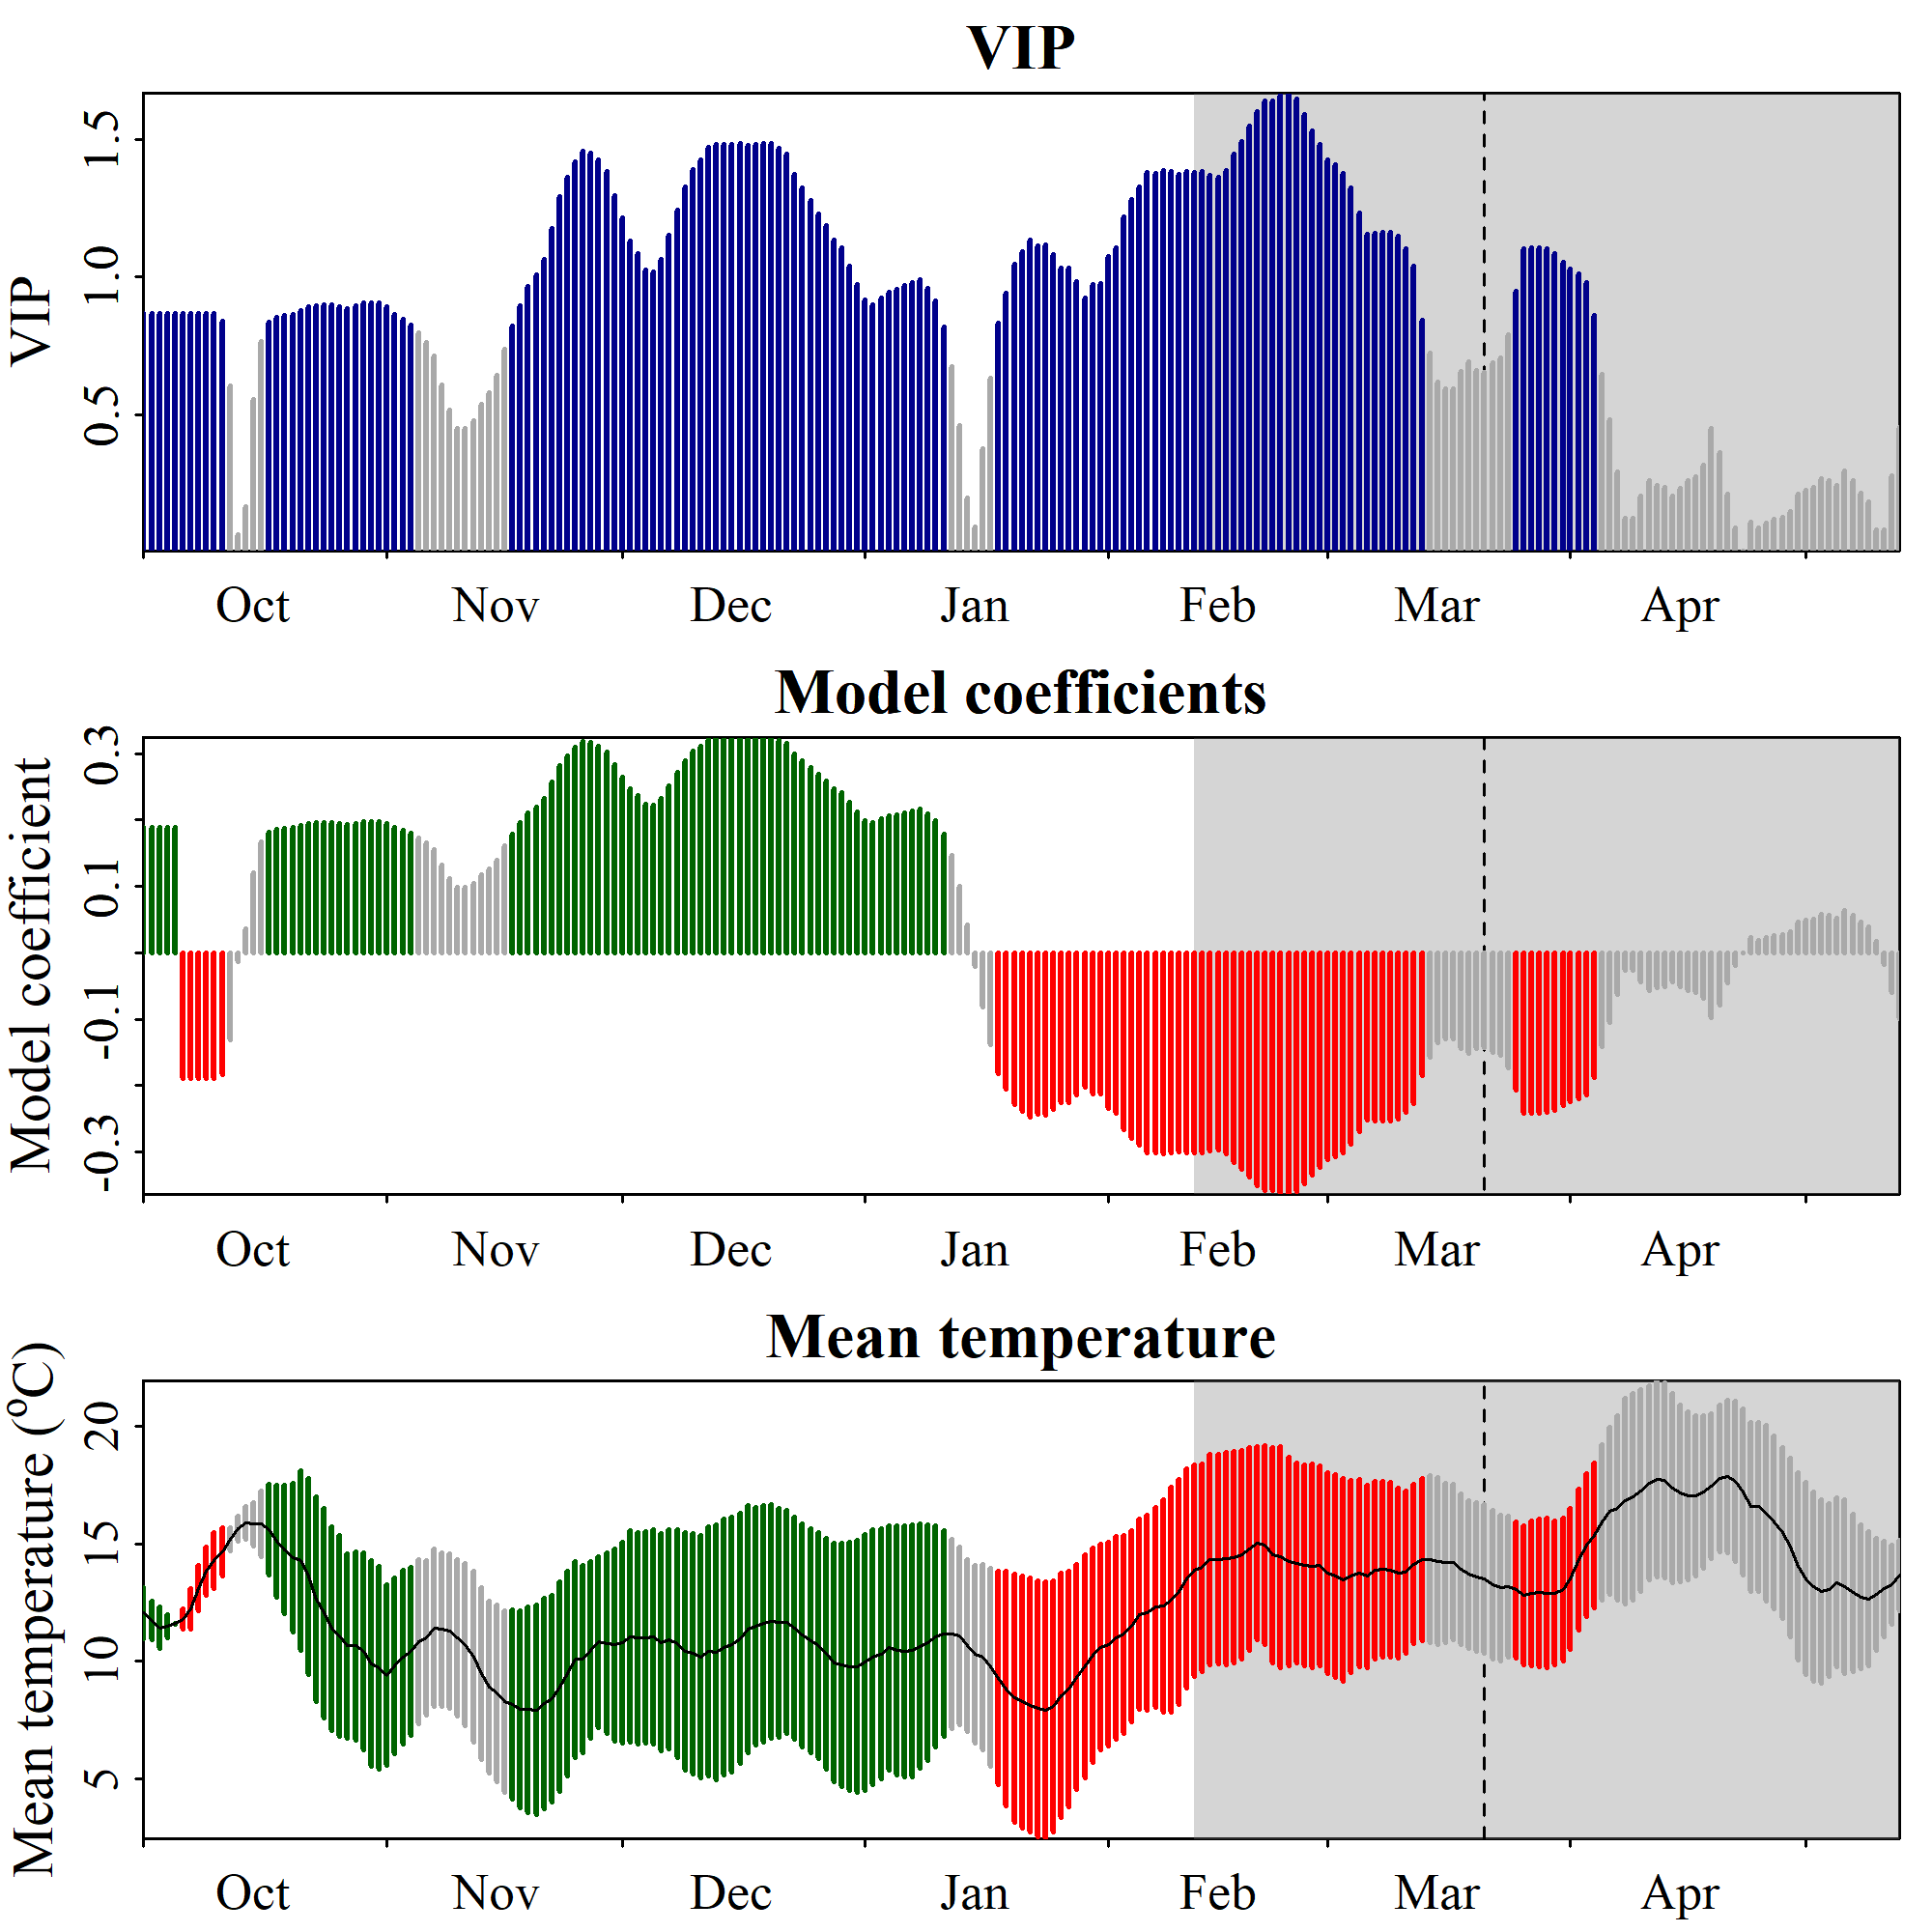 VIP
VIP
0.5 1.0 1.5
Oct Nov Dec Jan Feb Mar Apr
Model coefficients
Model coefficient
-0.3 -0.1 0.1 0.3
Oct Nov Dec Jan Feb Mar Apr
Mean temperature
Mean temperature (ºC)
5 10 15 20
Oct Nov Dec Jan Feb Mar Apr